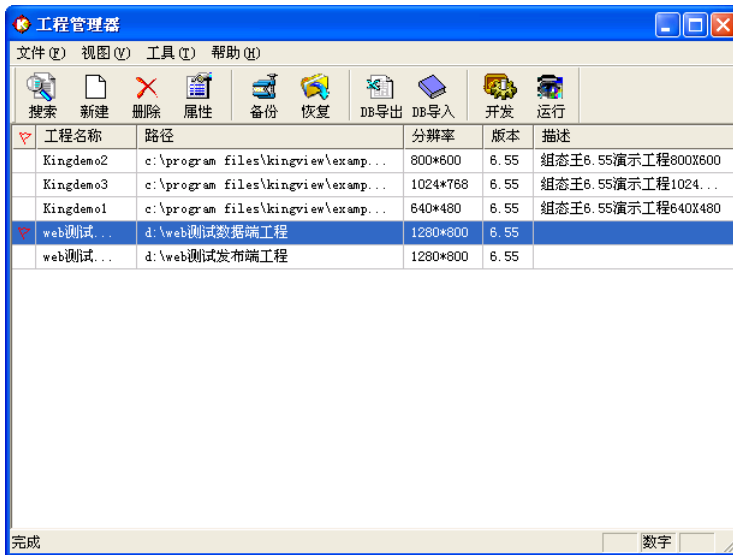 工程管理器
文件(F) 视图(V) 工具(T) 帮助(H)
搜索 新建 删除 属性 备份 恢复 DB导出 DB导入 开发 运行
工程名称 路径 分辨率 版本 描述
Kingdemo2 c:\program files\kingview\examp... 800*600 6.55 组态王6.55演示工程800X600
Kingdemo3 c:\program files\kingview\examp... 1024*768 6.55 组态王6.55演示工程1024...
Kingdemo1 c:\program files\kingview\examp... 640*480 6.55 组态王6.55演示工程640X480
web测试... d:\web测试数据端工程 1280*800 6.55
web测试... d:\web测试发布端工程 1280*800 6.55
完成 数字